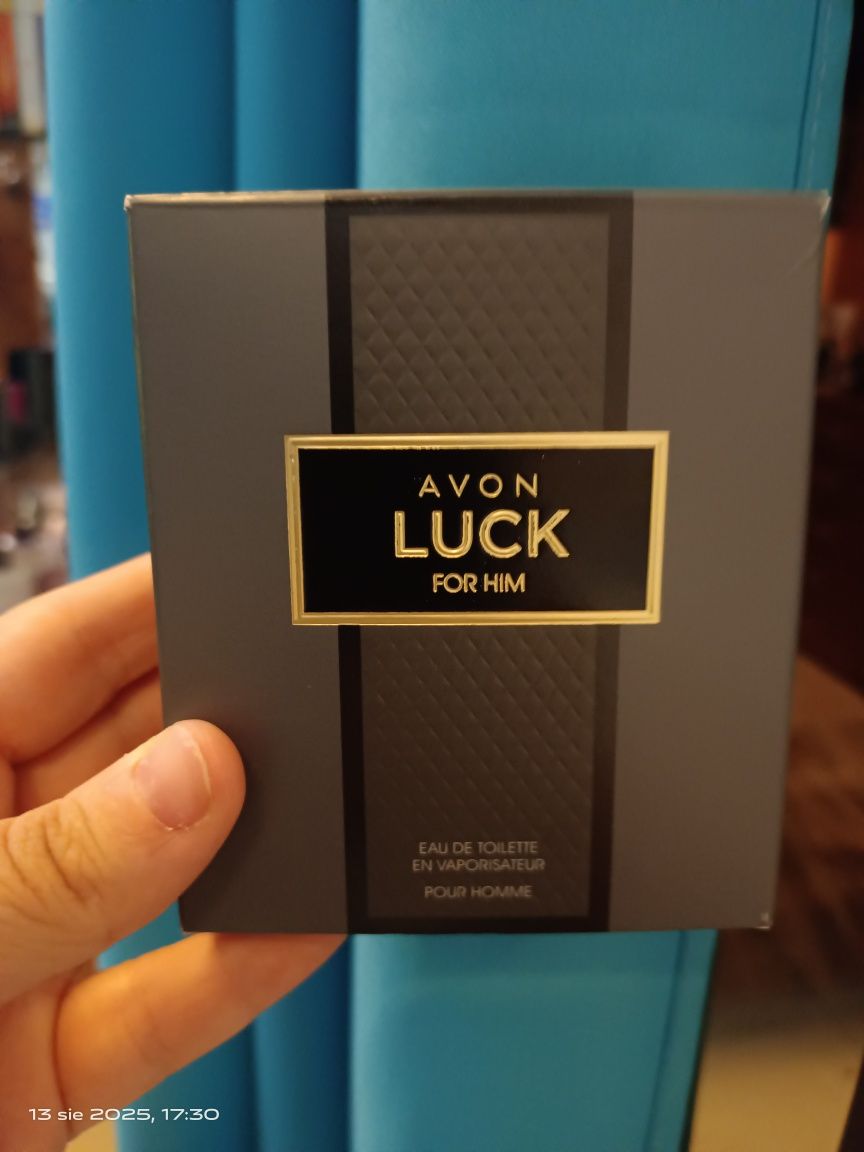 AVON
LUCK
FOR HIM
EAU DE TOILETTE
EN VAPORISATEUR
POUR HOMME
13 sie 2025, 17:30